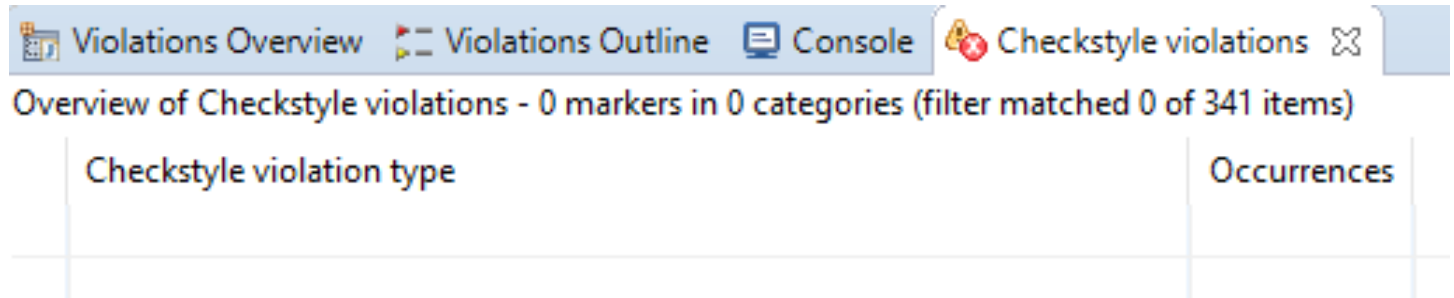 Violations Overview Violations Outline Console Checkstyle violations
Overview of Checkstyle violations - 0 markers in 0 categories (filter matched 0 of 341 items)
Checkstyle violation type Occurrences